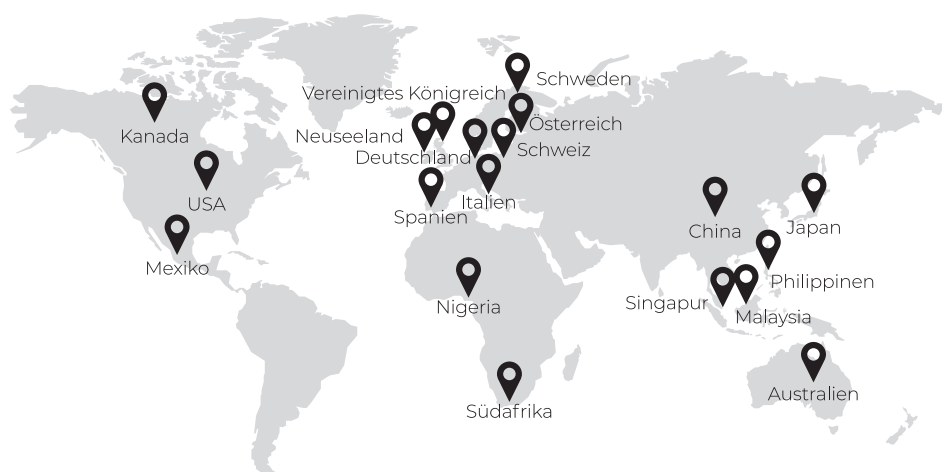 Schweden
Vereinigtes Königreich
Österreich
Kanada
Neuseeland
Schweiz
Deutschland
USA
Italien
Spanien
China
Japan
Mexiko
Philippinen
Nigeria
Singapur
Malaysia
Australien
Südafrika